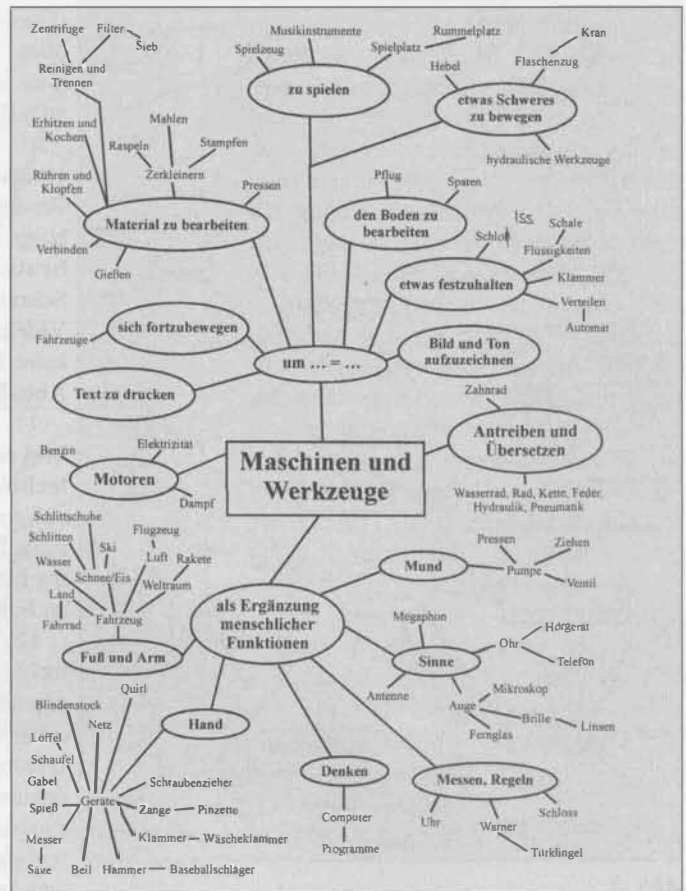 Zentrifuge
Filter
Sieb
Reinigen und
Trennen
Erhitzen und
Kochen
Rühren und
Klopfen
Mahlen
Raspeln
Stampfen
Zerkleinern
Pressen
Material zu bearbeiten
Verbinden
Gießen
Spielzeug
Musikinstrumente
Spielplatz
Rummelplatz
zu spielen
Kran
Flaschenzug
Hebel
etwas Schweres
zu bewegen
hydraulische Werkzeuge
Pflug
Spaten
den Boden zu
bearbeiten
Schloß
Schale
Flüssigkeiten
etwas festzuhalten
Klammer
Verteilen
Automat
Fahrzeuge
sich fortzubewegen
um ... = ...
Bild und Ton
aufzuzeichnen
Text zu drucken
Zahnrad
Antreiben und
Übersetzen
Wasserrad, Rad, Kette, Feder,
Hydraulik, Pneumatik
Benzin
Elektrizität
Motoren
Dampf
Maschinen und
Werkzeuge
Schlittschuhe
Schlitten
Ski
Wasser
Schnee/Eis
Land
Fahrrad
Fahrzeug
Flugzeug
Luft
Rakete
Weltraum
Fuß und Arm
als Ergänzung
menschlicher
Funktionen
Mund
Pressen
Pumpe
Ziehen
Ventil
Megaphon
Sinne
Ohr
Hörgerät
Telefon
Antenne
Auge
Mikroskop
Brille
Linsen
Fernglas
Quirl
Blindenstock
Netz
Löffel
Schaufel
Gabel
Spieß
Geräte
Messer
Säge
Beil
Hammer
Baseballschläger
Schraubenzieher
Zange
Pinzette
Klammer
Wäscheklammer
Hand
Denken
Computer
Programme
Messen, Regeln
Uhr
Warner
Türklingel
Schloss